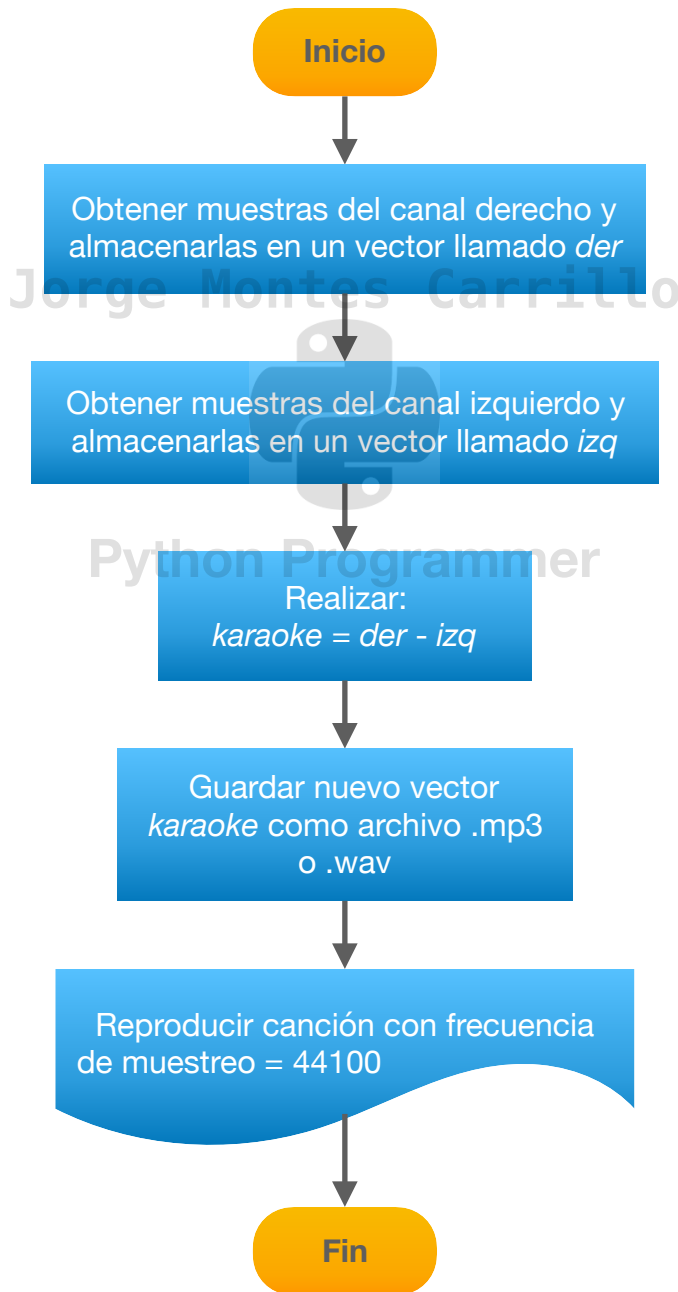 Inicio
Obtener muestras del canal derecho y
almacenarlas en un vector llamado der
Jorge Montes Carrillo
Obtener muestras del canal izquierdo y
almacenarlas en un vector llamado izq
Python Programmer
Realizar:
karaoke = der - izq
Guardar nuevo vector
karaoke como archivo .mp3
o .wav
Reproducir canción con frecuencia
de muestreo = 44100
Fin